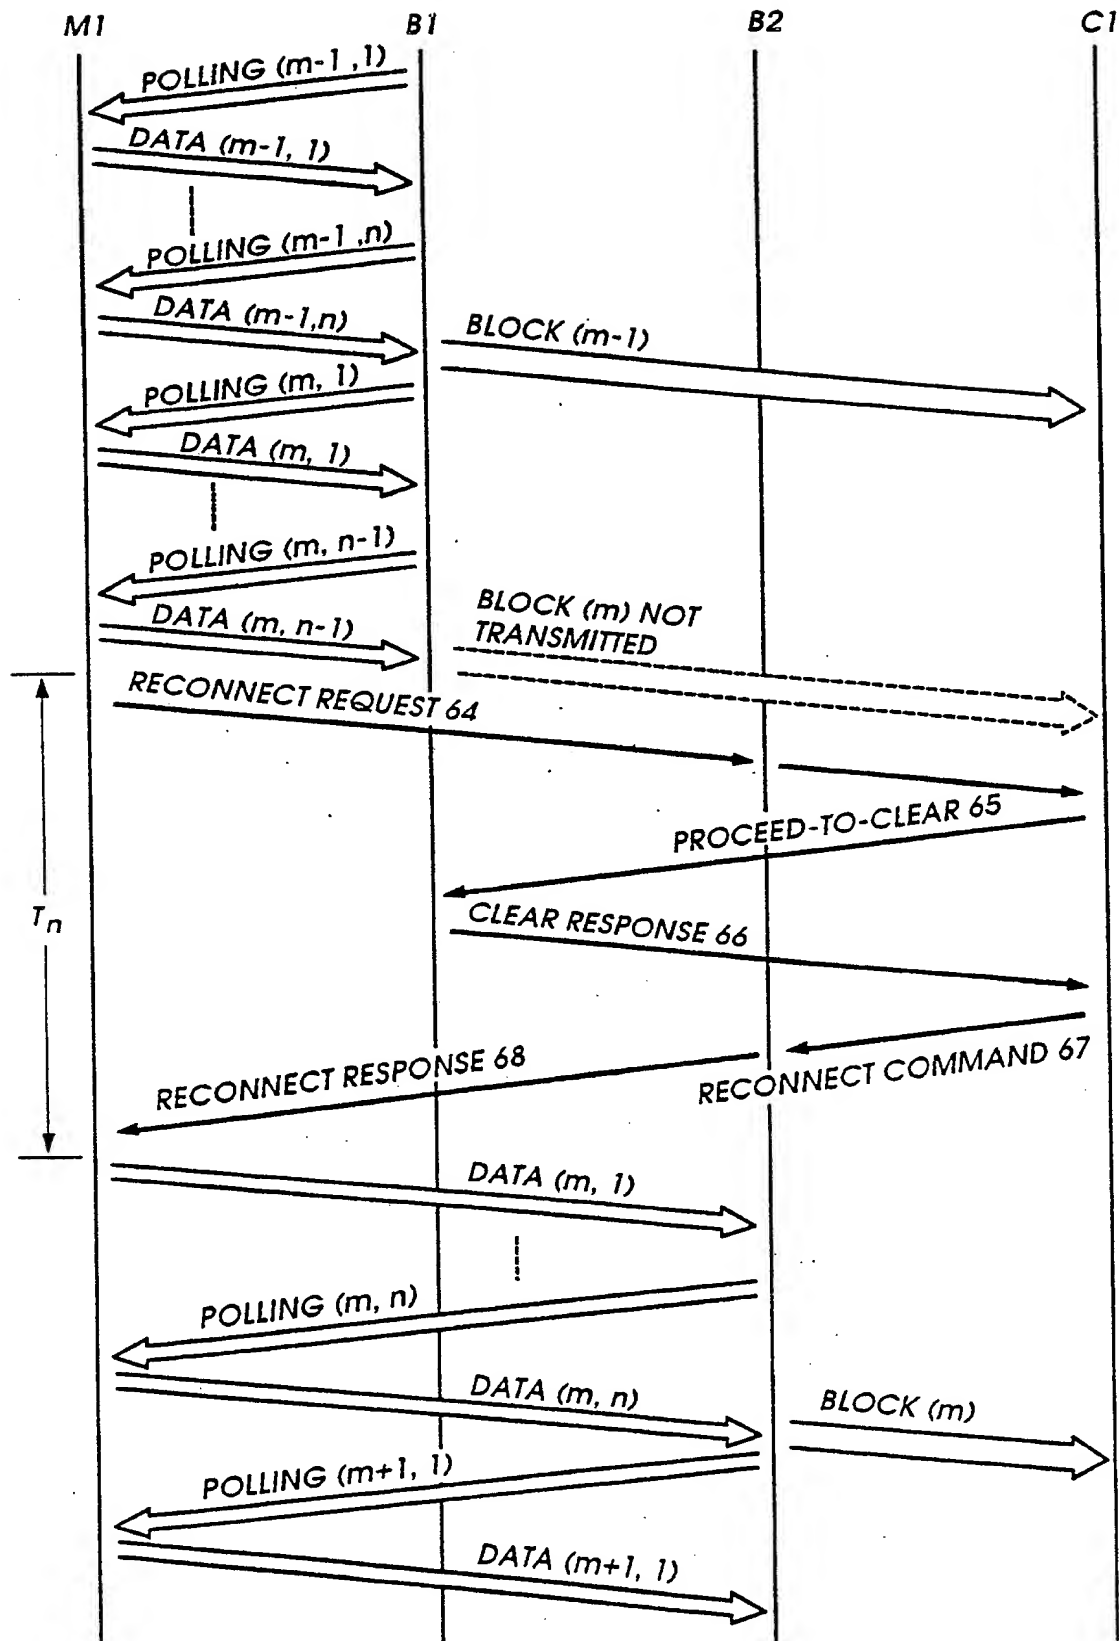 M1 B1 B2 C1
POLLING (m-1 ,1)
DATA (m-1, 1)
POLLING (m-1 ,n)
DATA (m-1,n)
BLOCK (m-1)
POLLING (m, 1)
DATA (m, 1)
POLLING (m, n-1)
BLOCK (m) NOT
TRANSMITTED
DATA (m, n-1)
RECONNECT REQUEST 64
PROCEED-TO-CLEAR 65
Tn
CLEAR RESPONSE 66
RECONNECT RESPONSE 68
RECONNECT COMMAND 67
DATA (m, 1)
POLLING (m, n)
DATA (m, n)
BLOCK (m)
POLLING (m+1, 1)
DATA (m+1, 1)